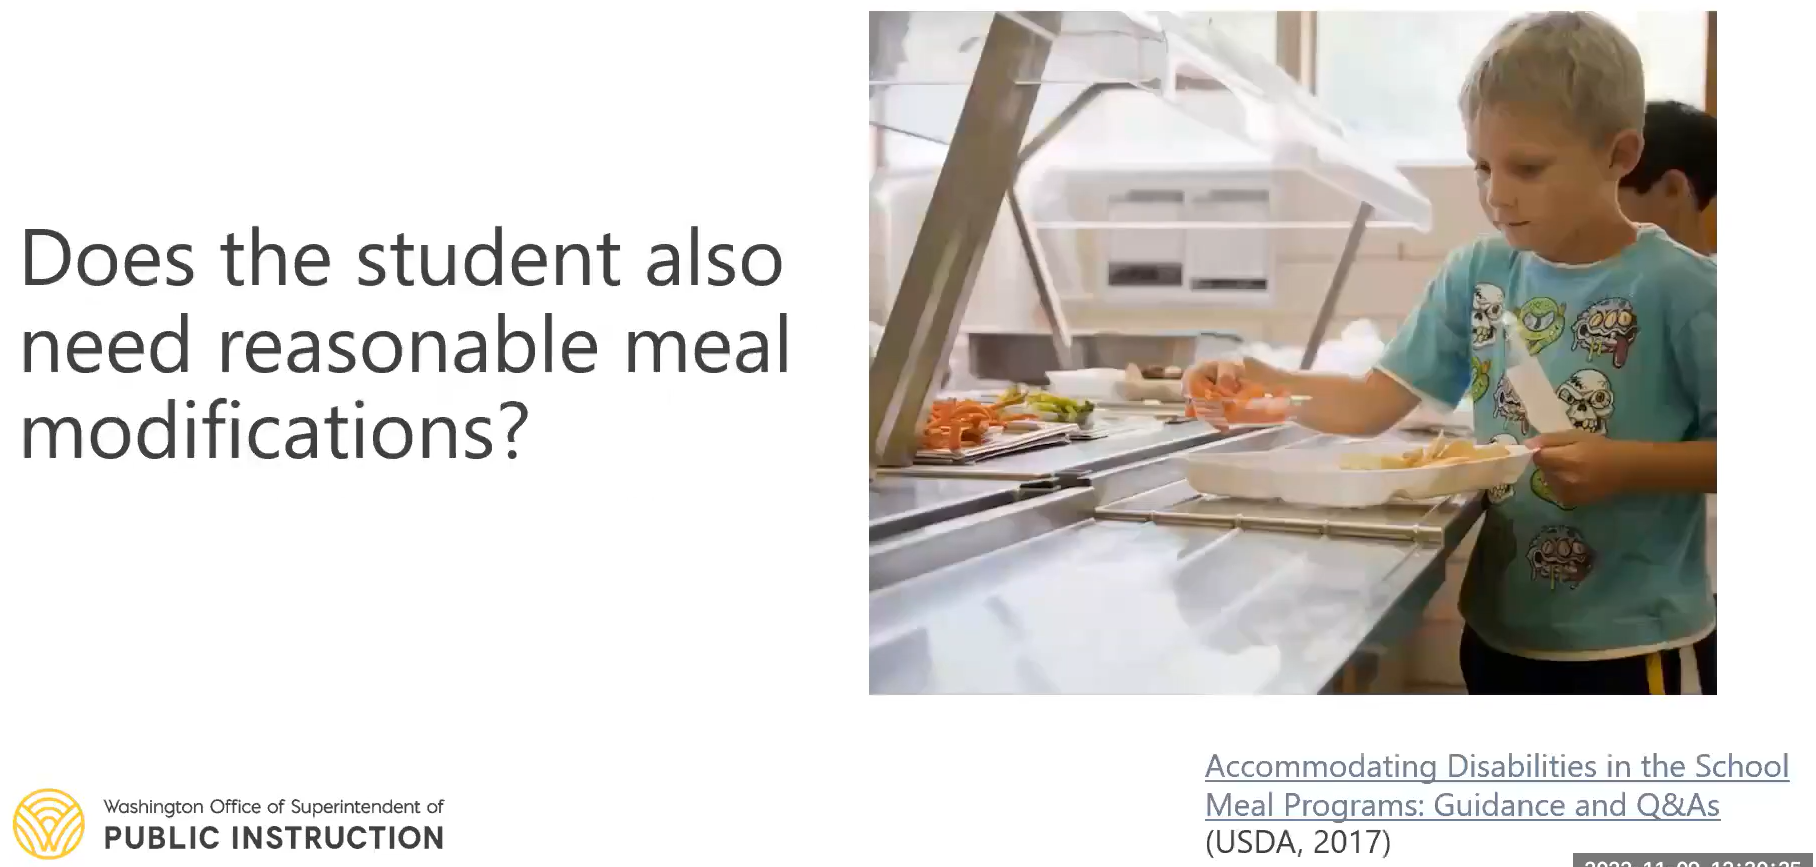 Does the student also
need reasonable meal
modifications?
Accommodating Disabilities in the School
Meal Programs: Guidance and Q&As
(USDA, 2017)
Washington Office of Superintendent of
PUBLIC INSTRUCTION